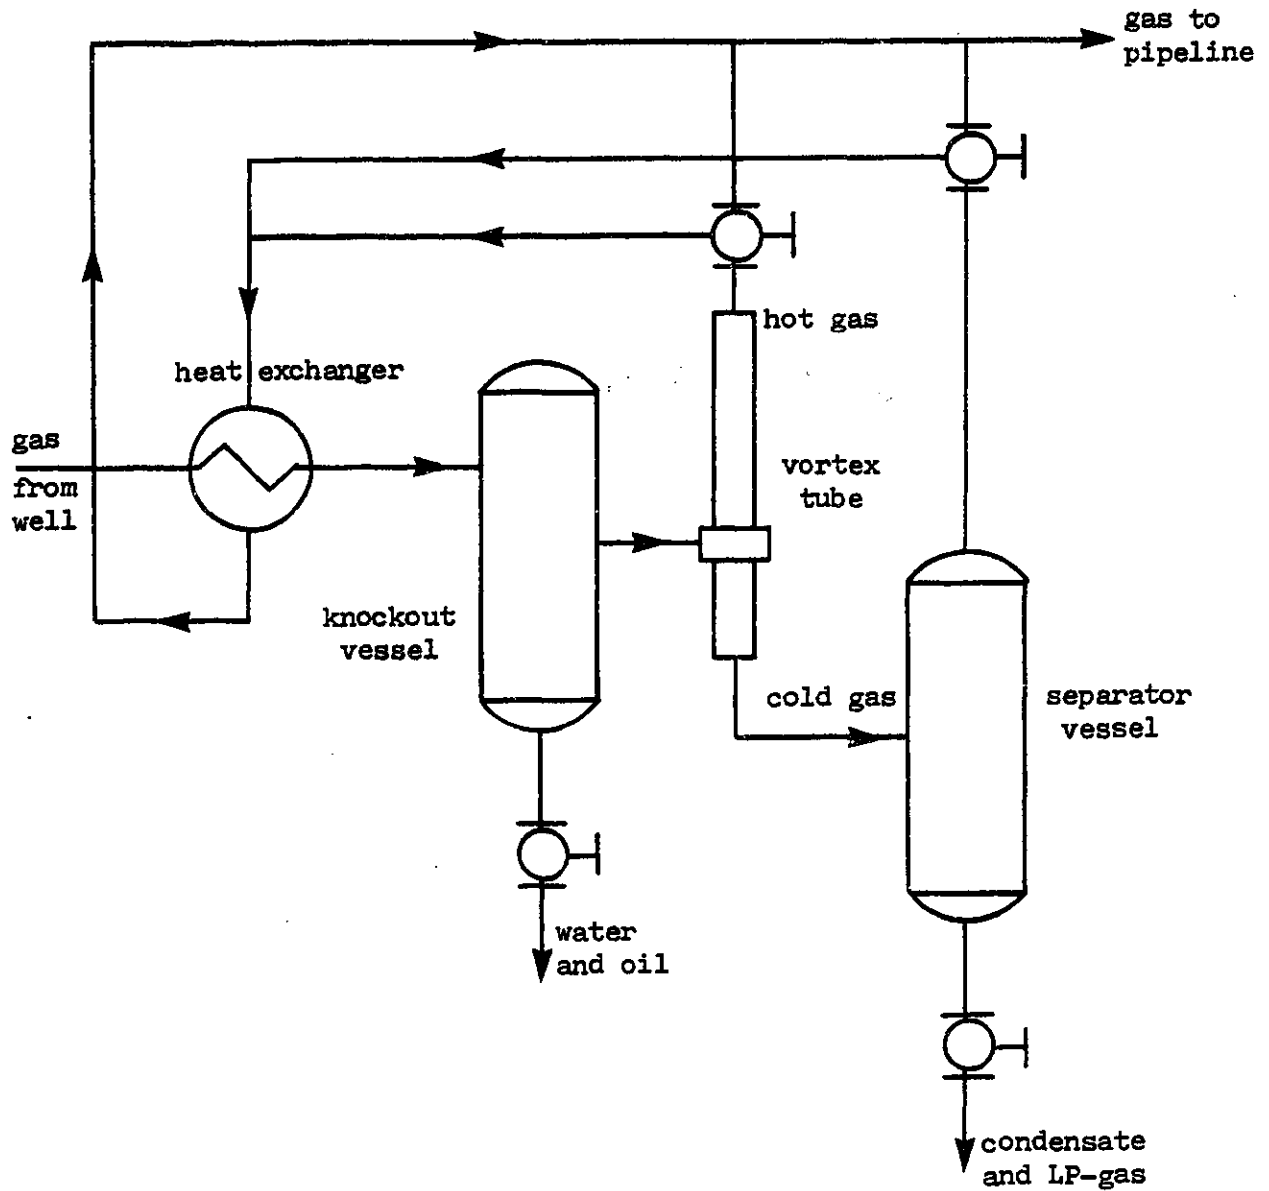 gas to
pipeline
hot gas
heat exchanger
gas
from
well
vortex
tube
knockout
vessel
cold gas
separator
vessel
water
and oil
condensate
and LP-gas